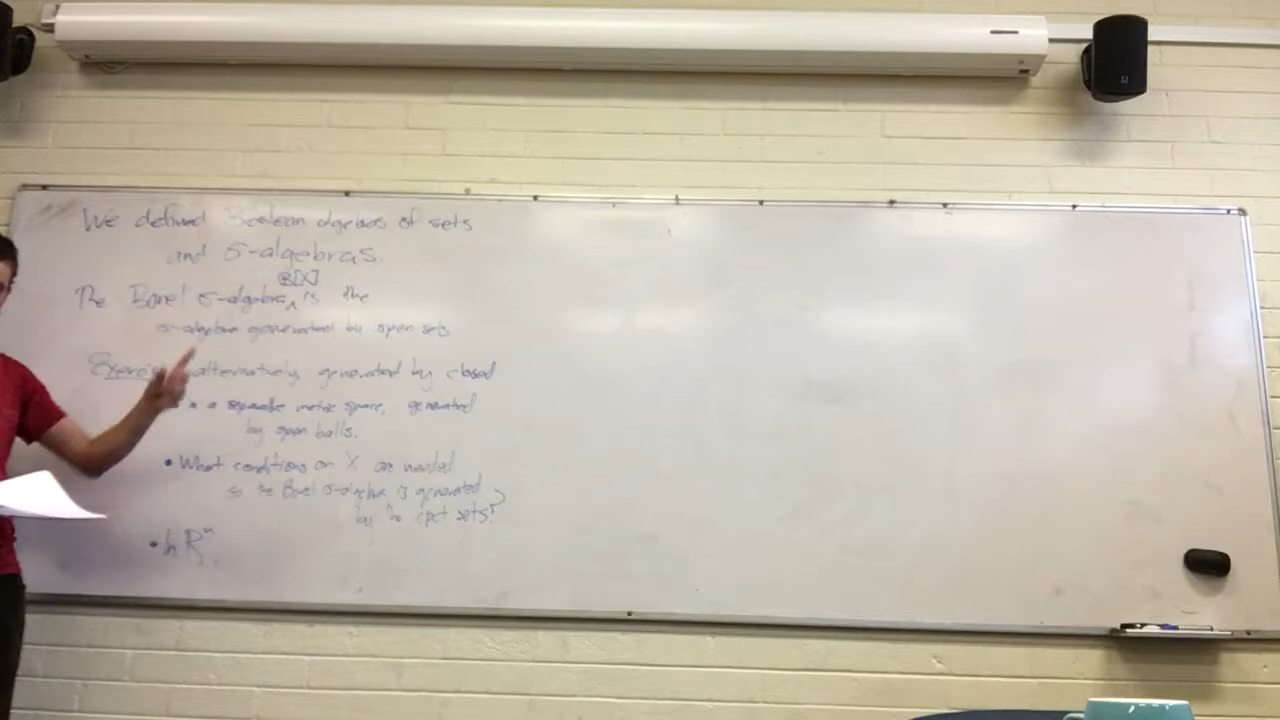 We defined Boolean algebras of sets
and σ-algebras.
B[X]
The Borel σ-algebra ^ is the
σ-algebra generated by open sets
Exercise alternatively generated by closed
• a separable metric space, generated
by open balls.
• What conditions on X are needed
so the Borel σ-algebra is generated
by the cpct sets?
• In Rⁿ,